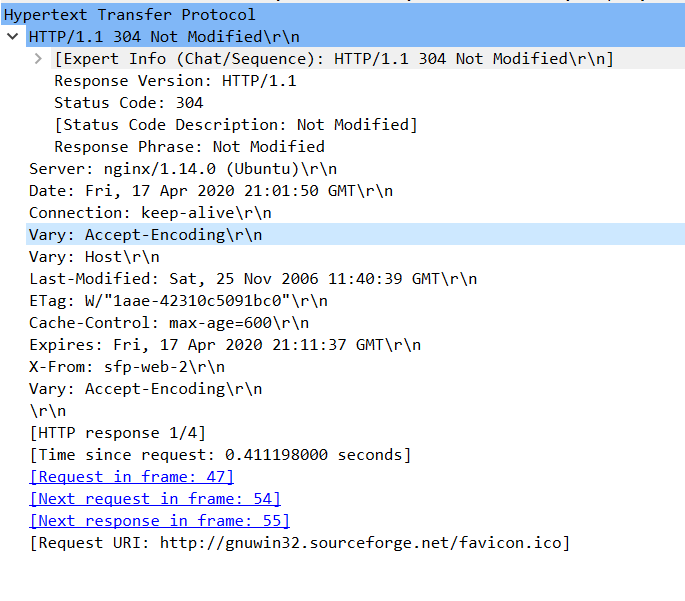 Hypertext Transfer Protocol
HTTP/1.1 304 Not Modified\r\n
[Expert Info (Chat/Sequence): HTTP/1.1 304 Not Modified\r\n]
Response Version: HTTP/1.1
Status Code: 304
[Status Code Description: Not Modified]
Response Phrase: Not Modified
Server: nginx/1.14.0 (Ubuntu)\r\n
Date: Fri, 17 Apr 2020 21:01:50 GMT\r\n
Connection: keep-alive\r\n
Vary: Accept-Encoding\r\n
Vary: Host\r\n
Last-Modified: Sat, 25 Nov 2006 11:40:39 GMT\r\n
ETag: W/"1aae-42310c5091bc0"\r\n
Cache-Control: max-age=600\r\n
Expires: Fri, 17 Apr 2020 21:11:37 GMT\r\n
X-From: sfp-web-2\r\n
Vary: Accept-Encoding\r\n
\r\n
[HTTP response 1/4]
[Time since request: 0.411198000 seconds]
[Request in frame: 47]
[Next request in frame: 54]
[Next response in frame: 55]
[Request URI: http://gnuwin32.sourceforge.net/favicon.ico]